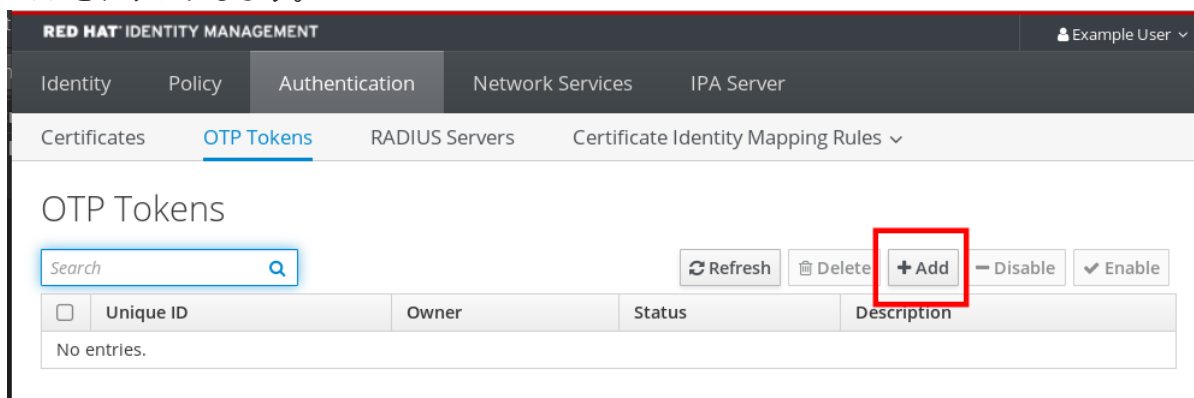 RED HAT® IDENTITY MANAGEMENT Example User
Identity Policy Authentication Network Services IPA Server
Certificates OTP Tokens RADIUS Servers Certificate Identity Mapping Rules
OTP Tokens
Search Refresh Delete + Add Disable Enable
Unique ID Owner Status Description
No entries.